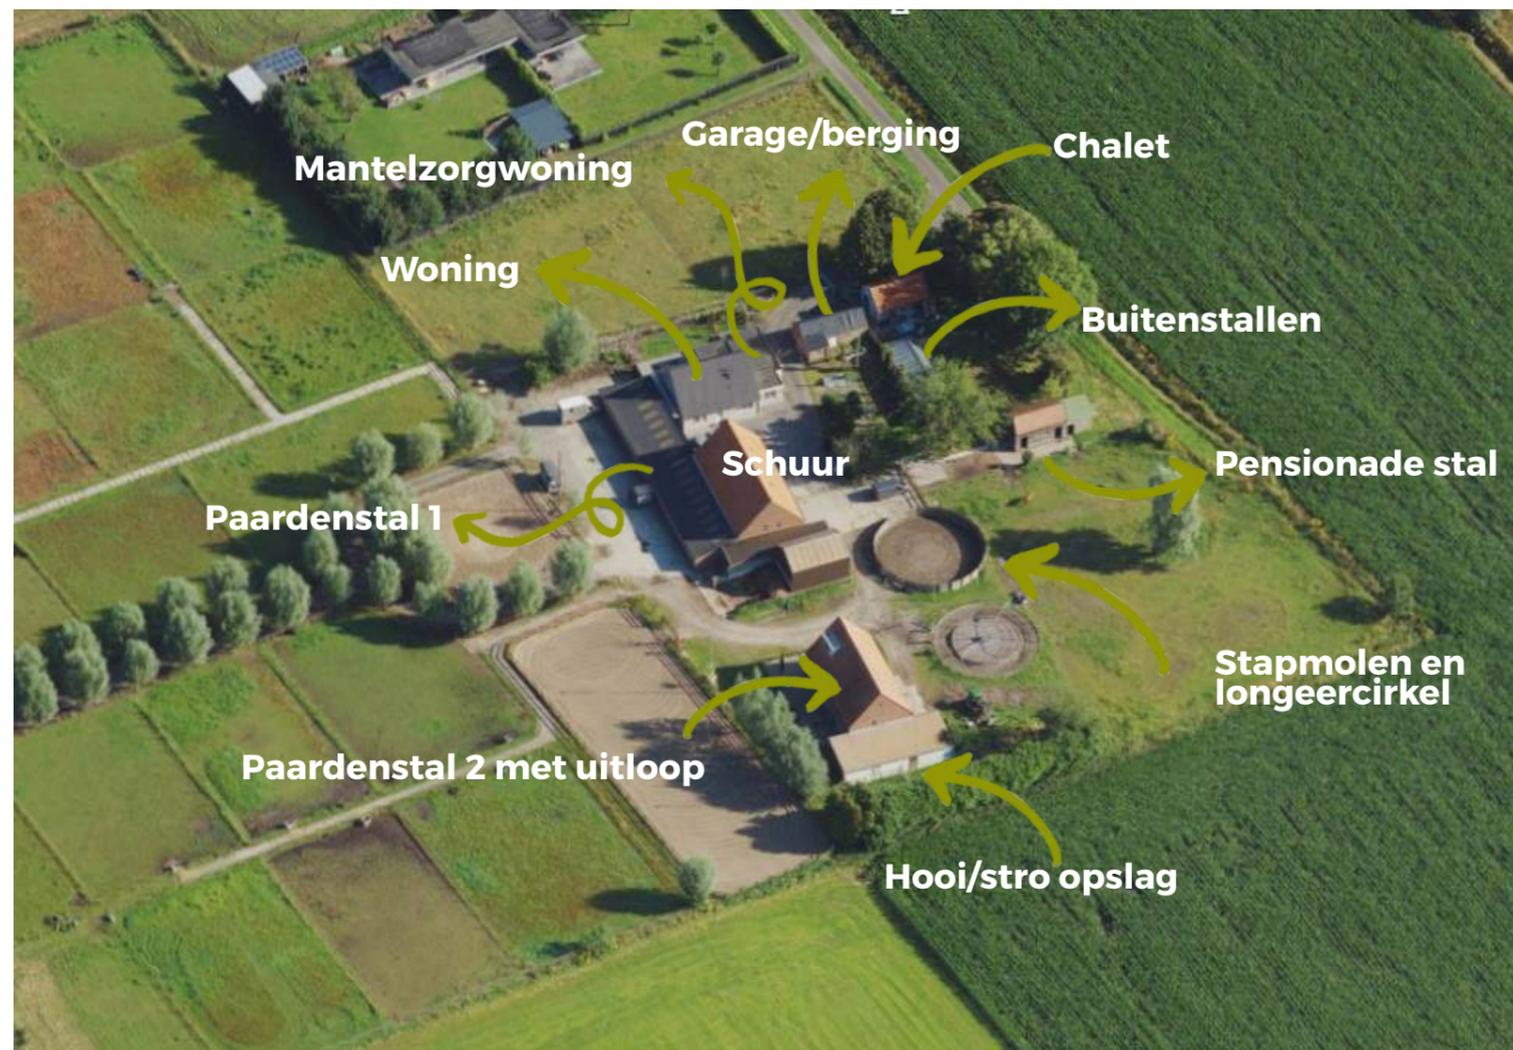 Garage/berging
Chalet
Mantelzorgwoning
Woning
Buitenstallen
Schuur
Pensionade stal
Paardenstal 1
Stapmolen en
longeercirkel
Paardenstal 2 met uitloop
Hooi/stro opslag